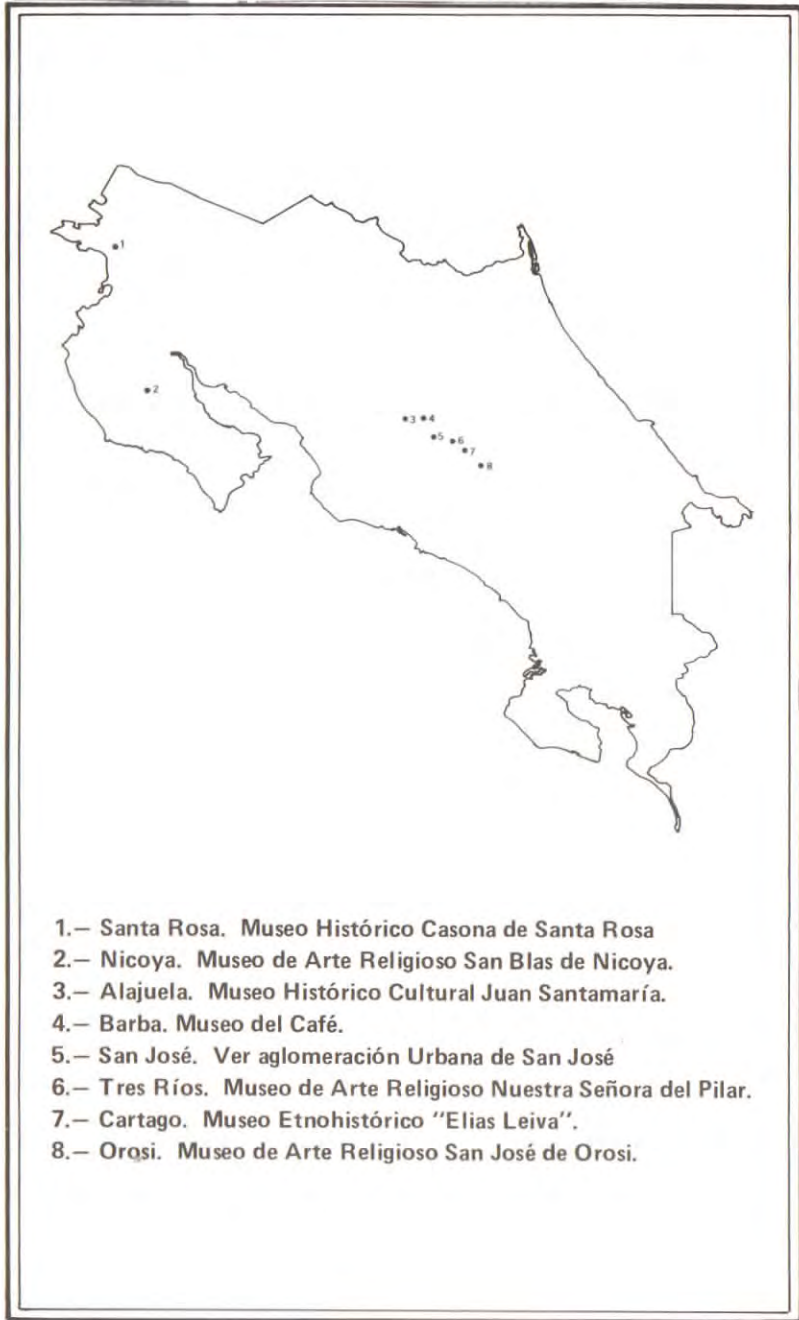 1
2
3 4
5 6
7
8
1.— Santa Rosa. Museo Histórico Casona de Santa Rosa
2.— Nicoya. Museo de Arte Religioso San Blas de Nicoya.
3.— Alajuela. Museo Histórico Cultural Juan Santamaría.
4.— Barba. Museo del Café.
5.— San José. Ver aglomeración Urbana de San José
6.— Tres Ríos. Museo de Arte Religioso Nuestra Señora del Pilar.
7.— Cartago. Museo Etnohistórico "Elias Leiva".
8.— Orosi. Museo de Arte Religioso San José de Orosi.